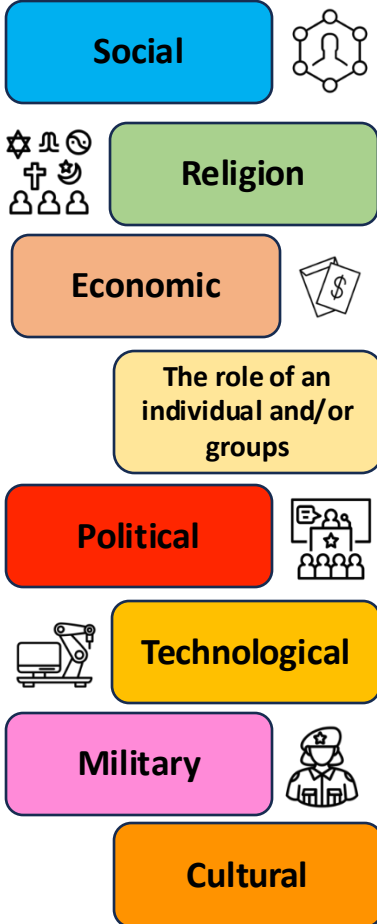 Social
Religion
Economic
$
The role of an
individual and/or
groups
Political
Technological
Military
Cultural